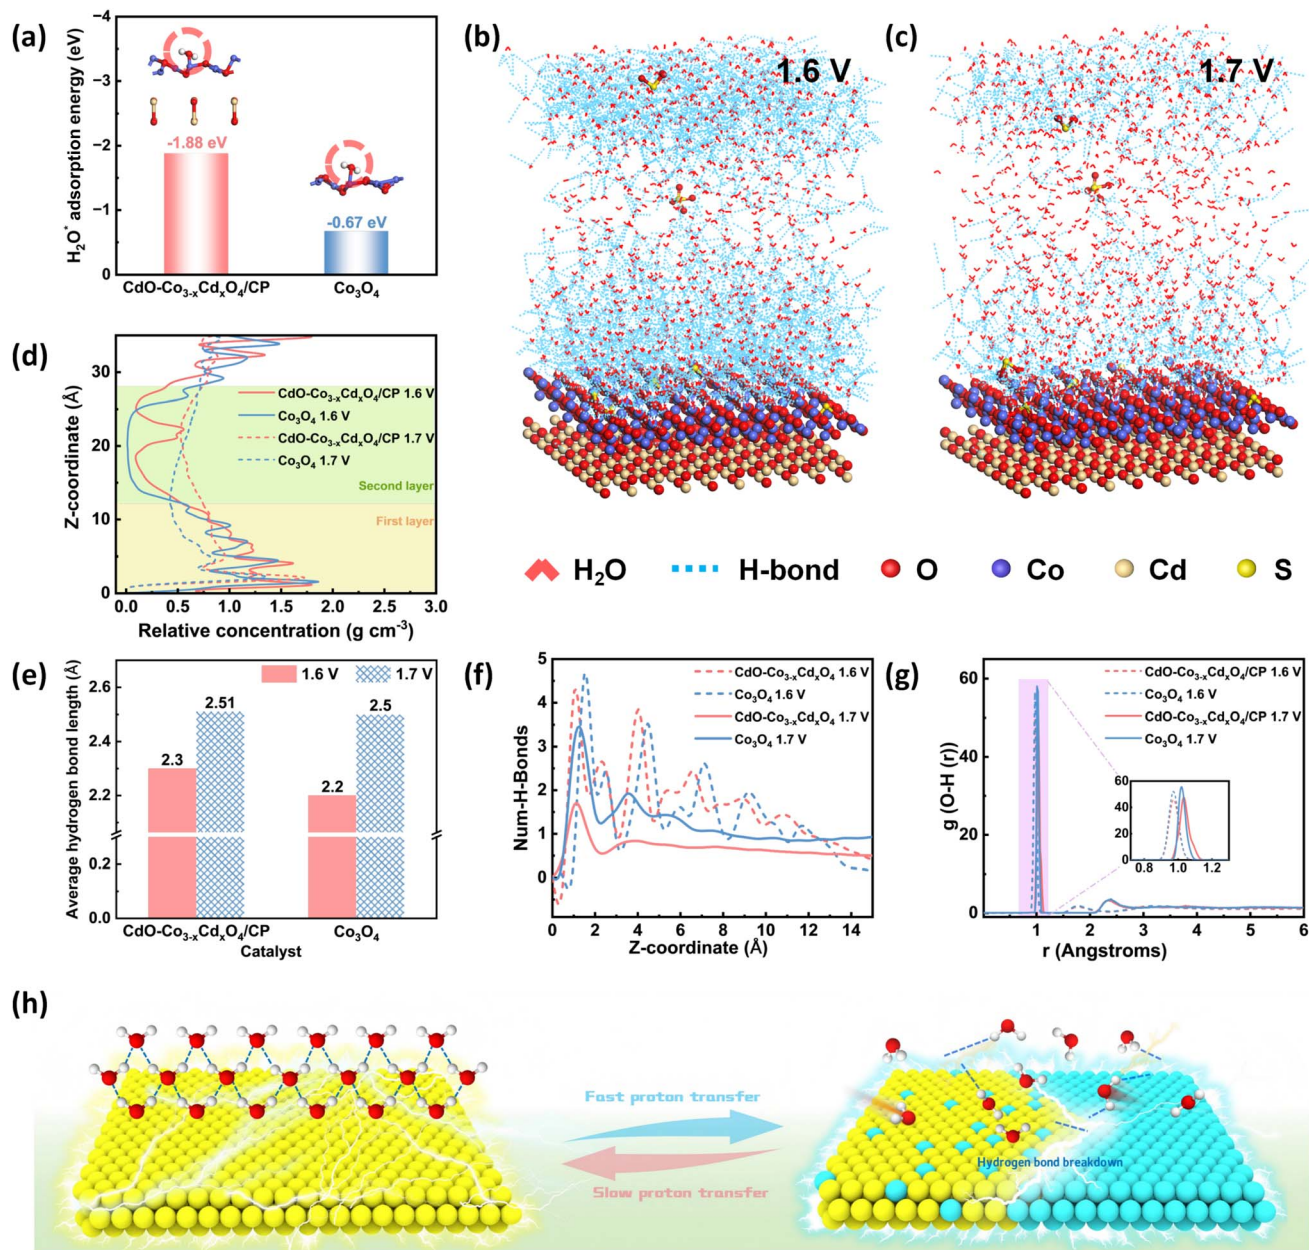 (a)
−4
−3
−2
−1
0
H₂O* adsorption energy (eV)
-1.88 eV
-0.67 eV
CdO-Co₃₋ₓCdₓO₄/CP
Co₃O₄
(b)
1.6 V
(c)
1.7 V
H₂O
H-bond
O
Co
Cd
S
(d)
Z-coordinate (Å)
30
20
10
0
CdO-Co₃₋ₓCdₓO₄/CP 1.6 V
Co₃O₄ 1.6 V
CdO-Co₃₋ₓCdₓO₄/CP 1.7 V
Co₃O₄ 1.7 V
Second layer
First layer
0.0 0.5 1.0 1.5 2.0 2.5 3.0
Relative concentration (g cm⁻³)
(e)
Average hydrogen bond length (Å)
2.6
2.4
2.2
0.2
0.0
1.6 V
1.7 V
2.3
2.51
2.2
2.5
CdO-Co₃₋ₓCdₓO₄/CP
Co₃O₄
Catalyst
(f)
Num-H-Bonds
5
4
3
2
1
0
CdO-Co₃₋ₓCdₓO₄ 1.6 V
Co₃O₄ 1.6 V
CdO-Co₃₋ₓCdₓO₄ 1.7 V
Co₃O₄ 1.7 V
0 2 4 6 8 10 12 14
Z-coordinate (Å)
(g)
g (O-H (r))
60
40
20
0
CdO-Co₃₋ₓCdₓO₄/CP 1.6 V
Co₃O₄ 1.6 V
CdO-Co₃₋ₓCdₓO₄/CP 1.7 V
Co₃O₄ 1.7 V
60
40
20
0
0.8 1.0 1.2
0 1 2 3 4 5 6
r (Angstroms)
(h)
Fast proton transfer
Slow proton transfer
Hydrogen bond breakdown